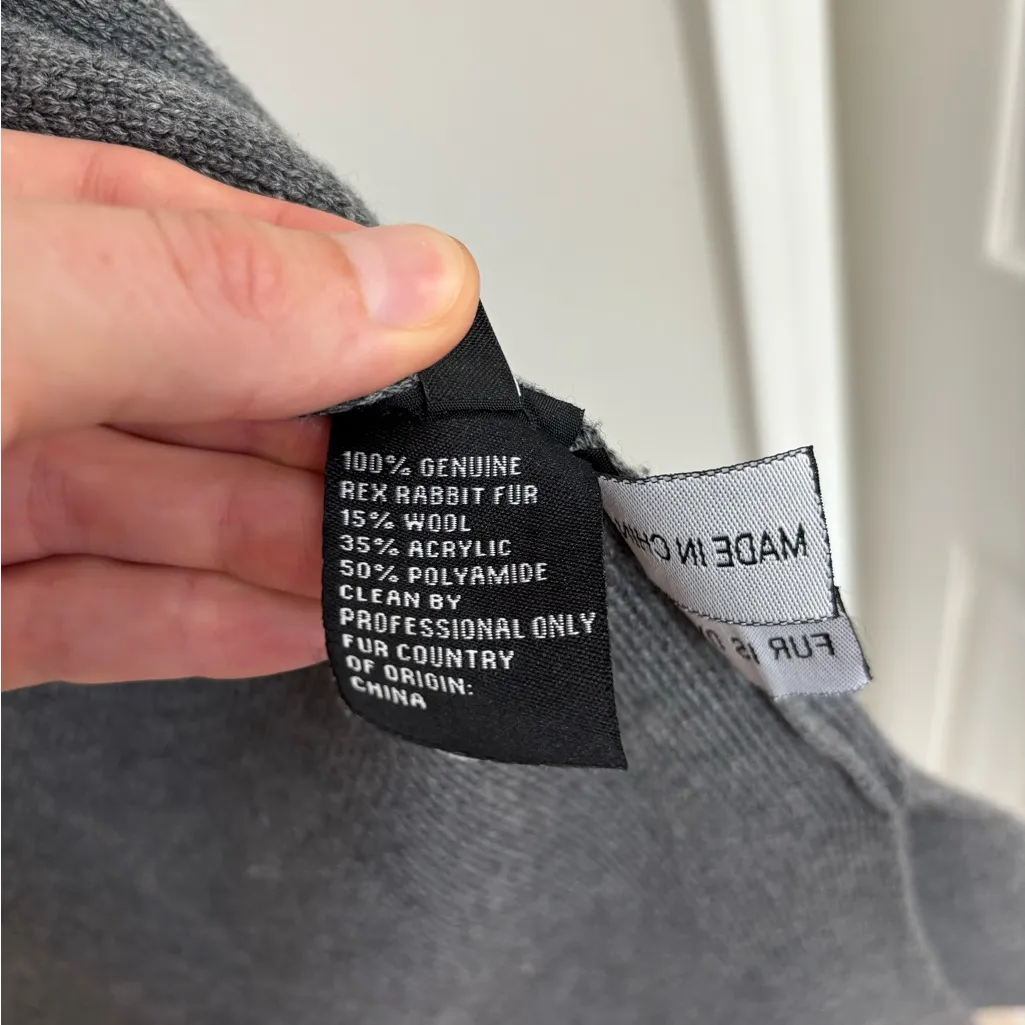 100% GENUINE
REX RABBIT FUR
15% WOOL
35% ACRYLIC
50% POLYAMIDE
CLEAN BY
PROFESSIONAL ONLY
FUR COUNTRY
OF ORIGIN:
CHINA
MADE IN
FUR IS